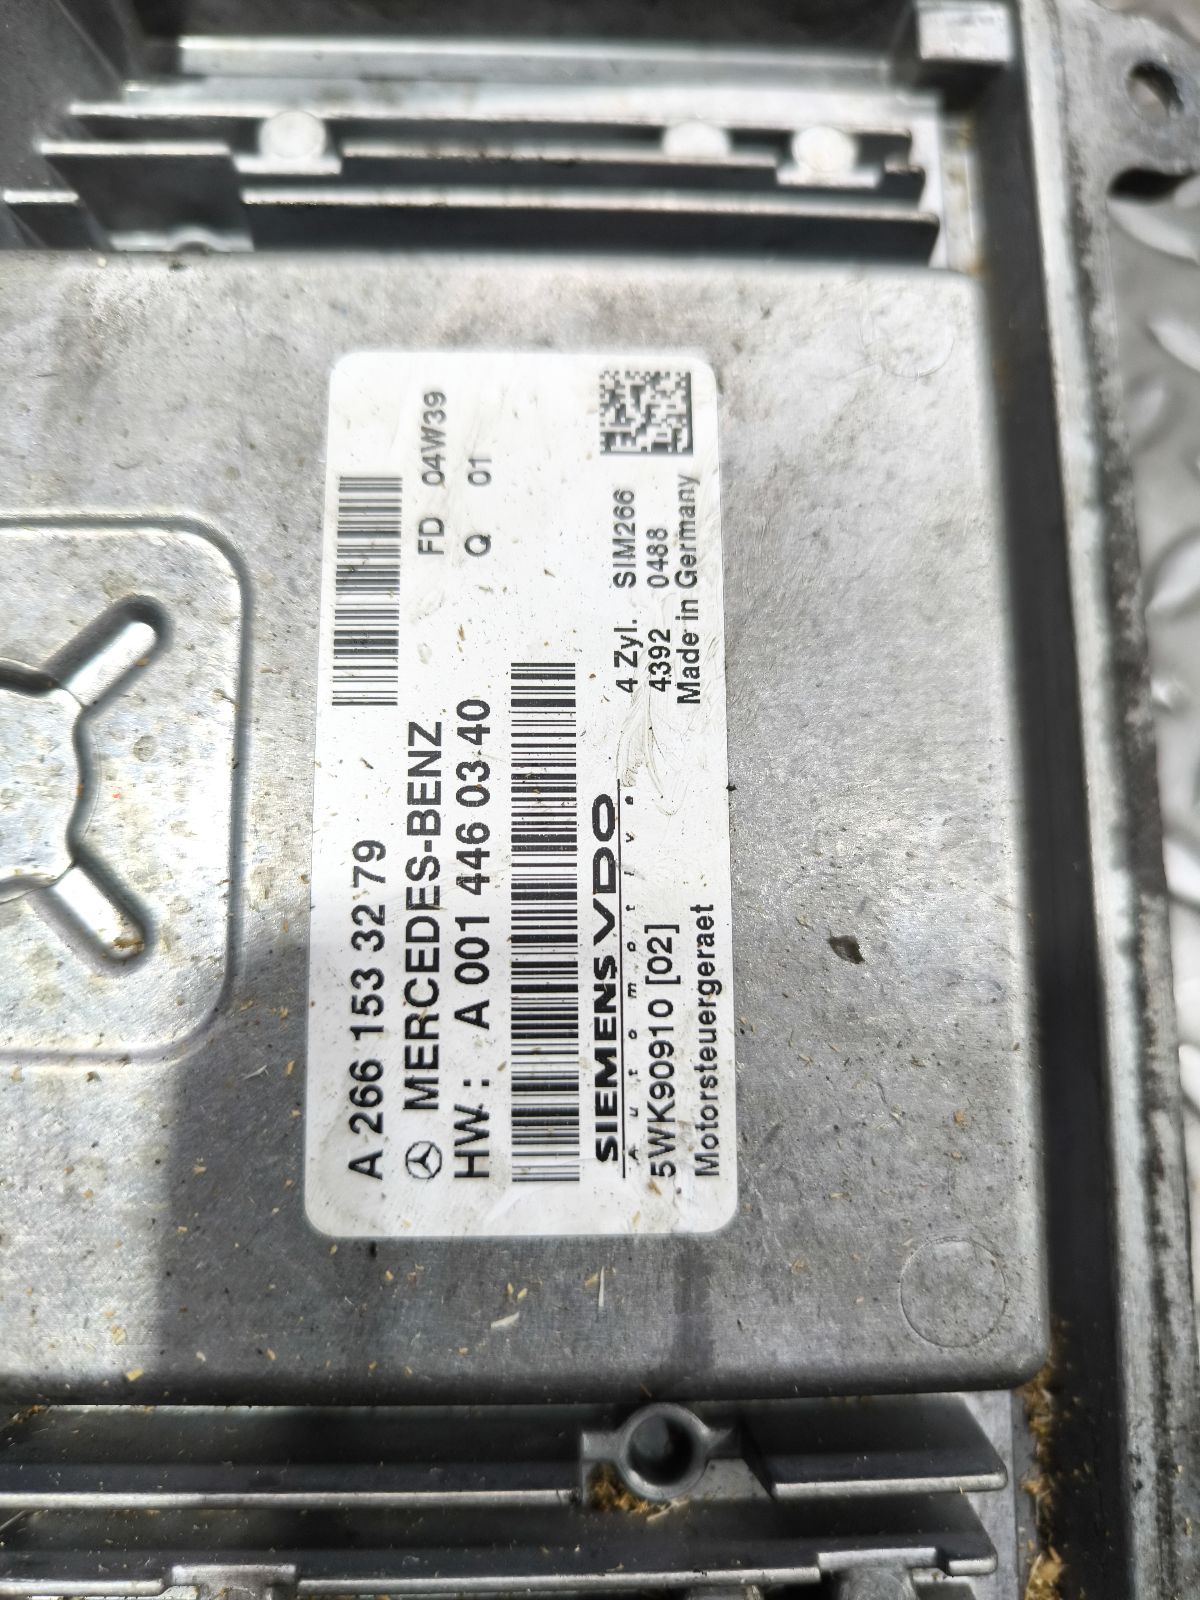 A 266 153 32 79
MERCEDES-BENZ
FD 04W39
HW: A 001 446 03 40
Q 01
SIEMENS VDO
Automotive
4 Zyl. SIM266
5WK90910 [02]
4392 0488
Motorsteuergeraet
Made in Germany